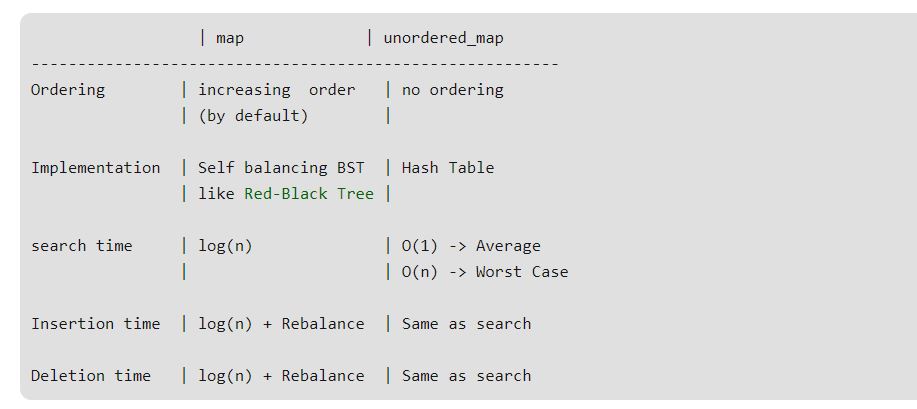 | map             | unordered_map
---------------------------------------------------------
Ordering         | increasing  order   | no ordering
                 | (by default)        |
Implementation   | Self balancing BST  | Hash Table
                 | like Red-Black Tree |
search time      | log(n)              | O(1) -> Average
                 |                     | O(n) -> Worst Case
Insertion time   | log(n) + Rebalance  | Same as search
Deletion time    | log(n) + Rebalance  | Same as search